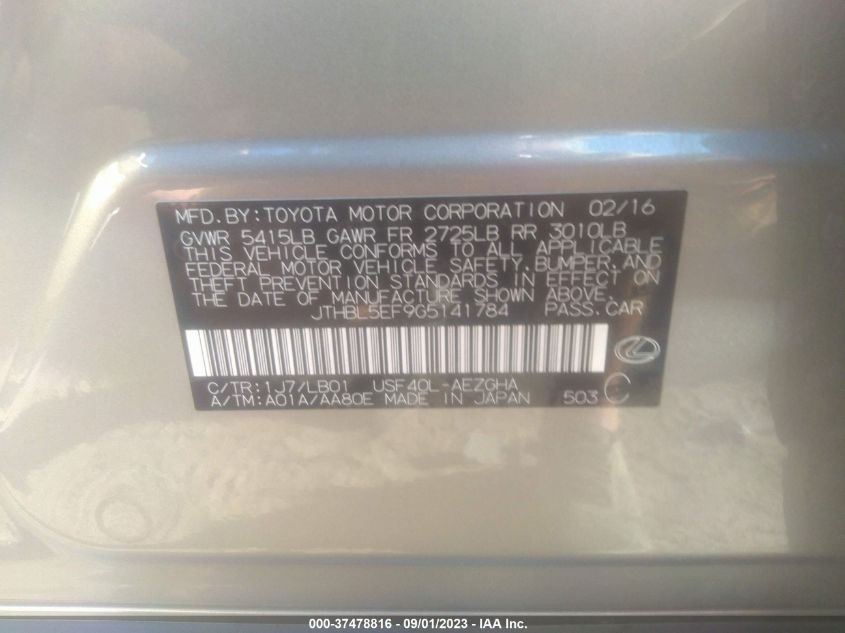 MFD.BY:TOYOTA MOTOR CORPORATION 02/16
GVWR 5415LB GAWR FR 2725LB RR 3010LB
THIS VEHICLE CONFORMS TO ALL APPLICABLE
FEDERAL MOTOR VEHICLE SAFETY,BUMPER,AND
THEFT PREVENTION STANDARDS IN EFFECT ON
THE DATE OF MANUFACTURE SHOWN ABOVE.
JTHBL5EF9G5141784 PASS.CAR
C/TR:1J7/LB01 USF40L-AEZGHA
A/TM:A01A/AA80E MADE IN JAPAN 503 C
000-37478816 - 09/01/2023 - IAA Inc.